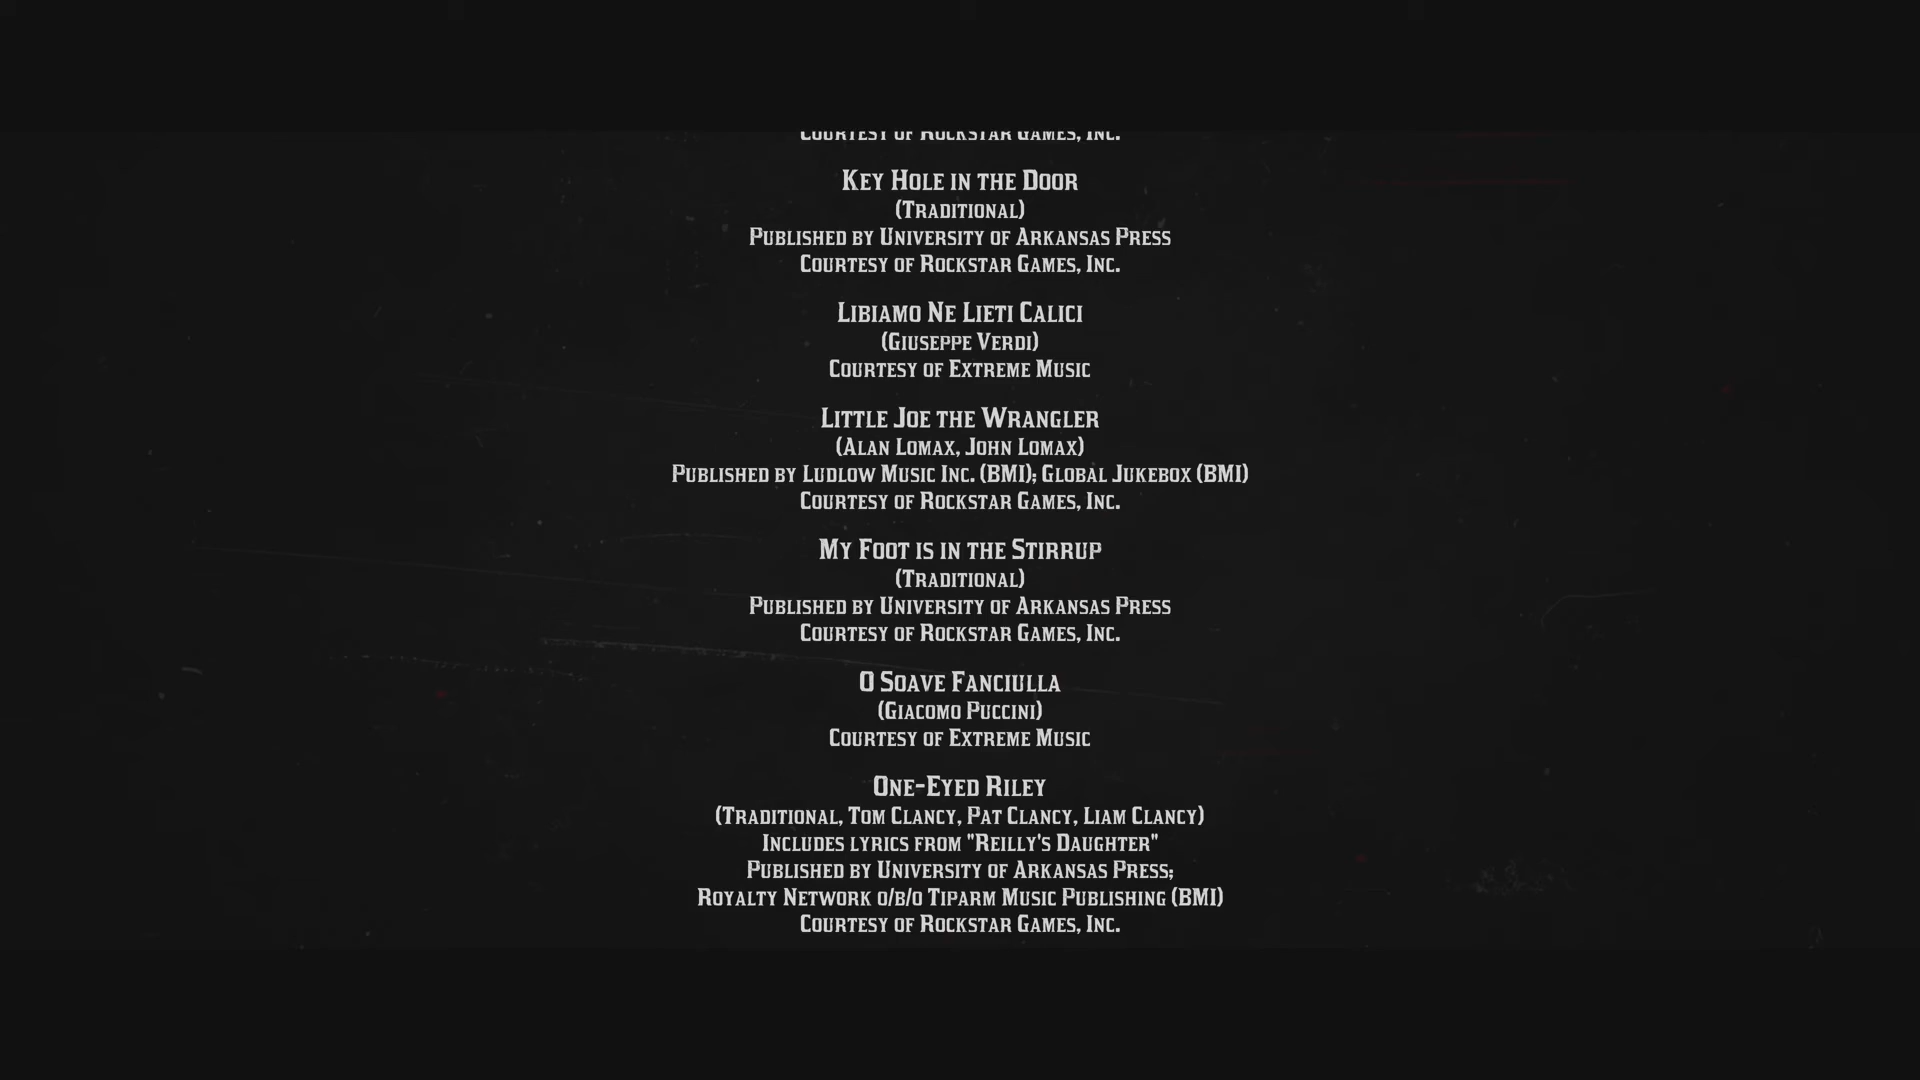 Courtesy of Rockstar Games, Inc.
Key Hole in the Door
(Traditional)
Published by University of Arkansas Press
Courtesy of Rockstar Games, Inc.
Libiamo Ne Lieti Calici
(Giuseppe Verdi)
Courtesy of Extreme Music
Little Joe the Wrangler
(Alan Lomax, John Lomax)
Published by Ludlow Music Inc. (BMI); Global Jukebox (BMI)
Courtesy of Rockstar Games, Inc.
My Foot is in the Stirrup
(Traditional)
Published by University of Arkansas Press
Courtesy of Rockstar Games, Inc.
O Soave Fanciulla
(Giacomo Puccini)
Courtesy of Extreme Music
One-Eyed Riley
(Traditional, Tom Clancy, Pat Clancy, Liam Clancy)
Includes lyrics from "Reilly's Daughter"
Published by University of Arkansas Press;
Royalty Network o/b/o Tiparm Music Publishing (BMI)
Courtesy of Rockstar Games, Inc.